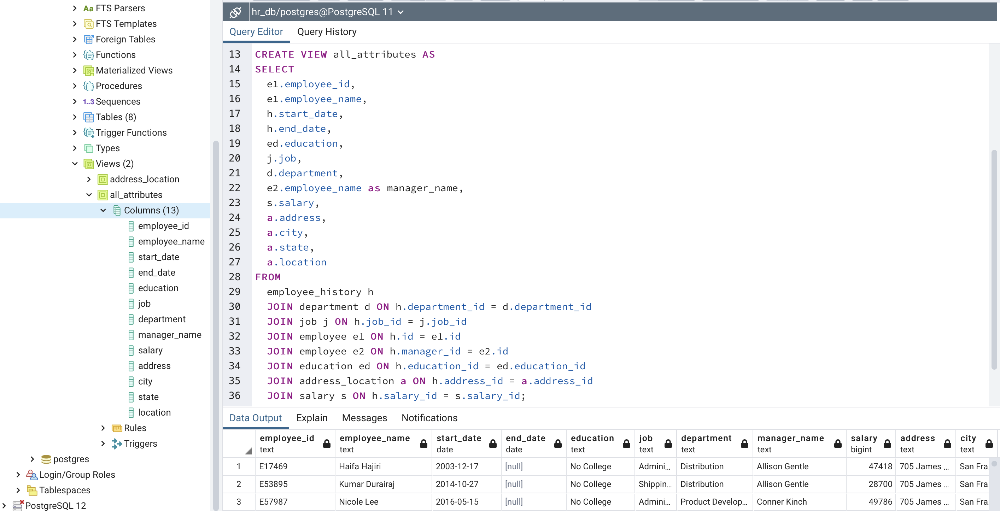 Aa FTS Parsers
FTS Templates
Foreign Tables
Functions
Materialized Views
Procedures
1..3 Sequences
Tables (8)
Trigger Functions
Types
Views (2)
address_location
all_attributes
Columns (13)
employee_id
employee_name
start_date
end_date
education
job
department
manager_name
salary
address
city
state
location
Rules
Triggers
postgres
Login/Group Roles
Tablespaces
PostgreSQL 12
hr_db/postgres@PostgreSQL 11
Query Editor Query History
13 CREATE VIEW all_attributes AS
14 SELECT
15 e1.employee_id,
16 e1.employee_name,
17 h.start_date,
18 h.end_date,
19 ed.education,
20 j.job,
21 d.department,
22 e2.employee_name as manager_name,
23 s.salary,
24 a.address,
25 a.city,
26 a.state,
27 a.location
28 FROM
29 employee_history h
30 JOIN department d ON h.department_id = d.department_id
31 JOIN job j ON h.job_id = j.job_id
32 JOIN employee e1 ON h.id = e1.id
33 JOIN employee e2 ON h.manager_id = e2.id
34 JOIN education ed ON h.education_id = ed.education_id
35 JOIN address_location a ON h.address_id = a.address_id
36 JOIN salary s ON h.salary_id = s.salary_id;
Data Output Explain Messages Notifications
employee_id employee_name start_date end_date education job department manager_name salary address city
text text date date text text text text bigint text text
1 E17469 Haifa Hajiri 2003-12-17 [null] No College Admini... Distribution Allison Gentle 47418 705 James ... San Fra
2 E53895 Kumar Durairaj 2014-10-27 [null] No College Shippin... Distribution Allison Gentle 28700 705 James ... San Fra
3 E57987 Nicole Lee 2016-05-15 [null] No College Admini... Product Develop... Conner Kinch 49786 705 James ... San Fra